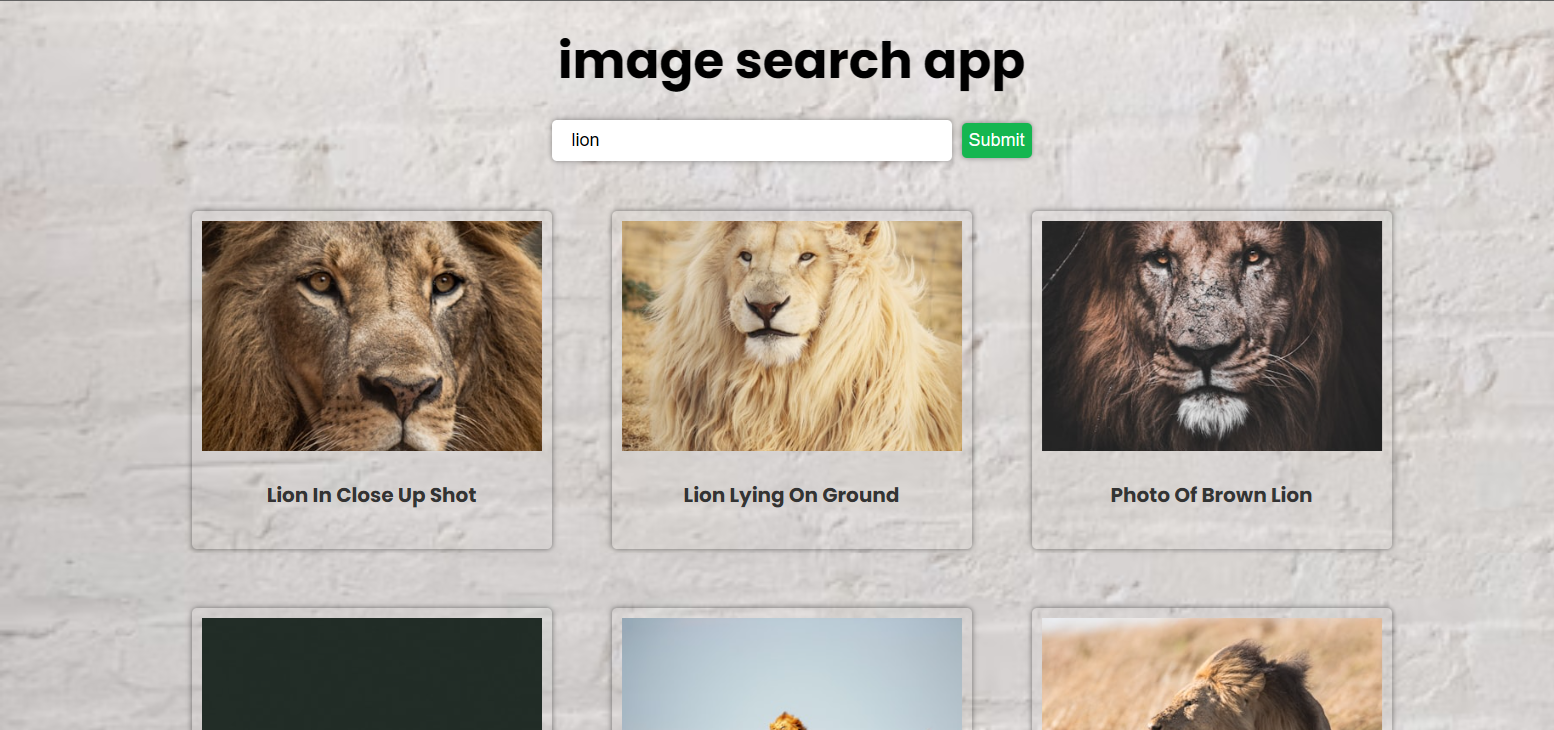 image search app
lion
Submit
Lion In Close Up Shot
Lion Lying On Ground
Photo Of Brown Lion